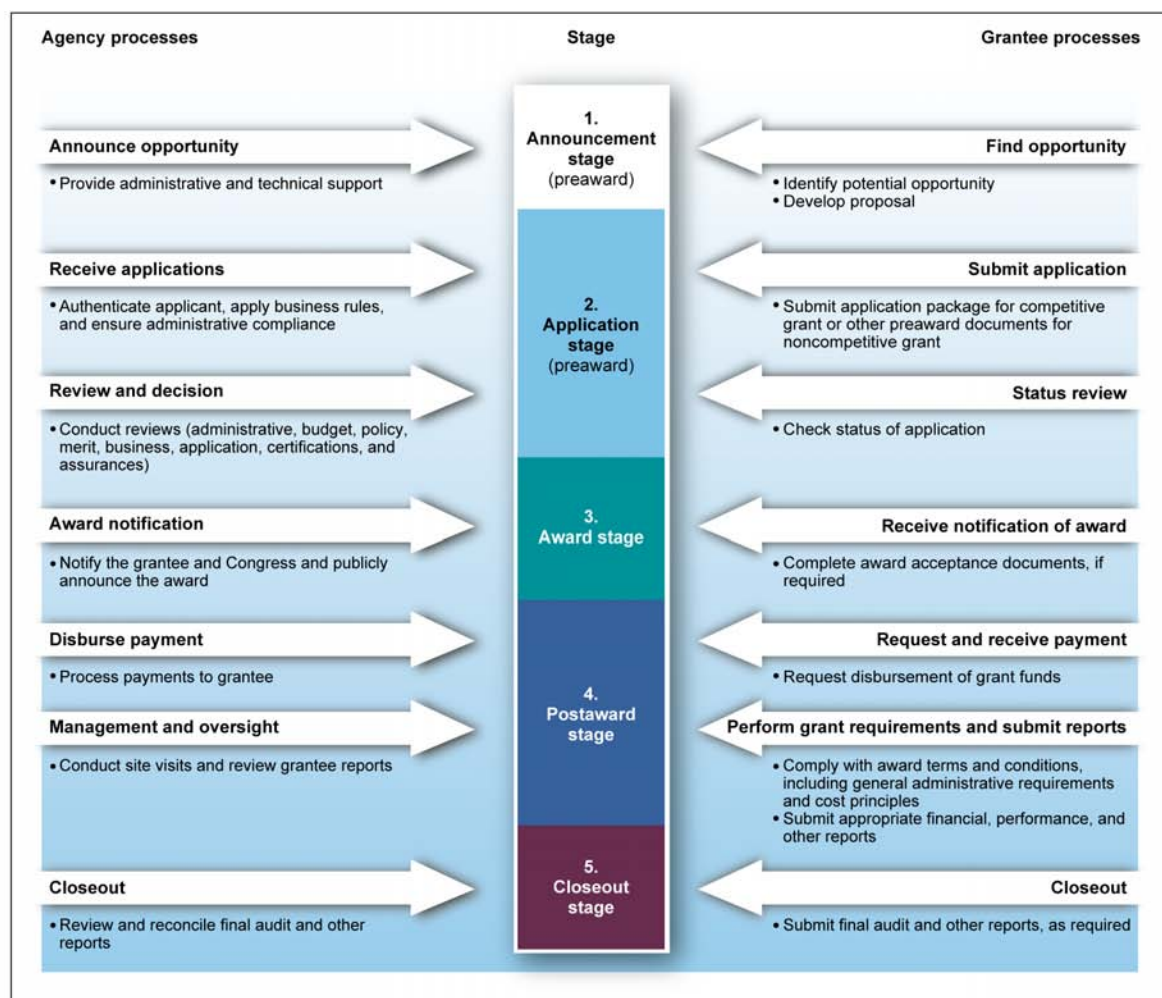 Agency processes
Stage
Grantee processes
1.
Announcement
stage
(preaward)
Announce opportunity
• Provide administrative and technical support
Find opportunity
• Identify potential opportunity
• Develop proposal
2.
Application
stage
(preaward)
Receive applications
• Authenticate applicant, apply business rules,
and ensure administrative compliance
Submit application
• Submit application package for competitive
grant or other preaward documents for
noncompetitive grant
Review and decision
• Conduct reviews (administrative, budget, policy,
merit, business, application, certifications, and
assurances)
Status review
• Check status of application
3.
Award stage
Award notification
• Notify the grantee and Congress and publicly
announce the award
Receive notification of award
• Complete award acceptance documents, if
required
4.
Postaward
stage
Disburse payment
• Process payments to grantee
Request and receive payment
• Request disbursement of grant funds
Management and oversight
• Conduct site visits and review grantee reports
Perform grant requirements and submit reports
• Comply with award terms and conditions,
including general administrative requirements
and cost principles
• Submit appropriate financial, performance, and
other reports
5.
Closeout
stage
Closeout
• Review and reconcile final audit and other
reports
Closeout
• Submit final audit and other reports, as required